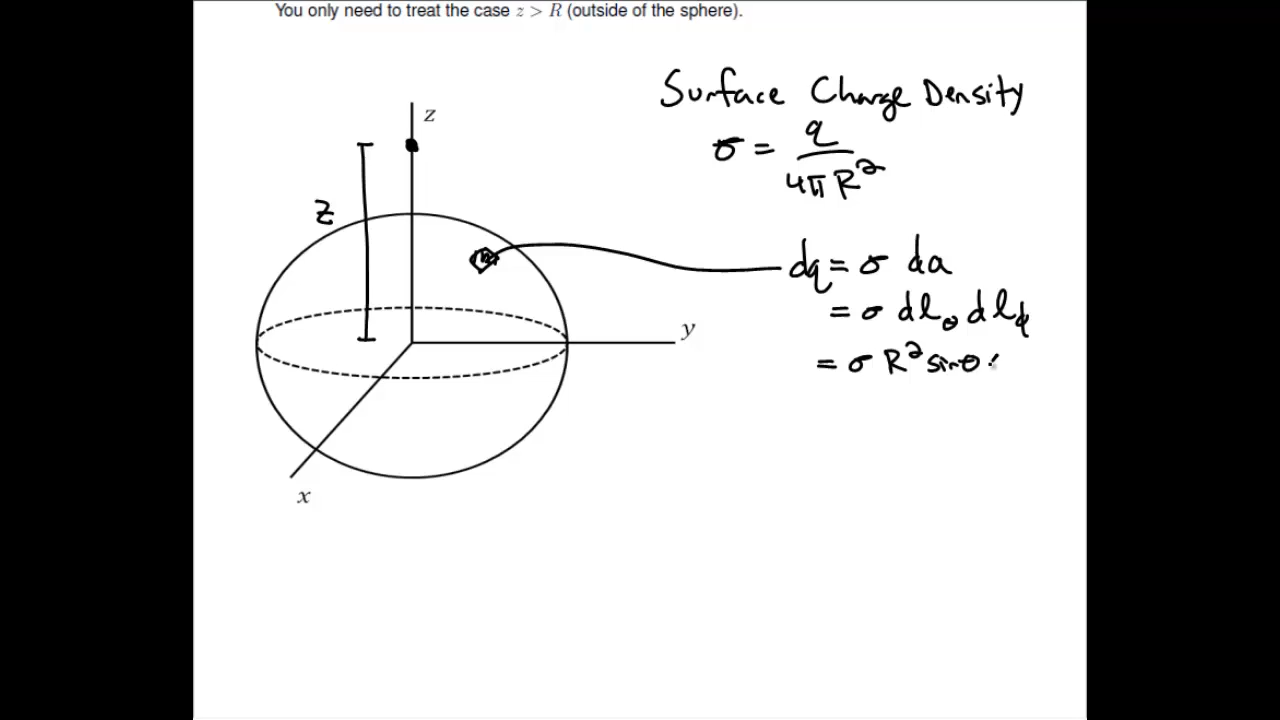 You only need to treat the case z > R (outside of the sphere).
Surface Charge Density
σ = q / 4πR²
z
z
dq = σ da
= σ dl_θ dl_ϕ
= σ R² sinθ
y
x